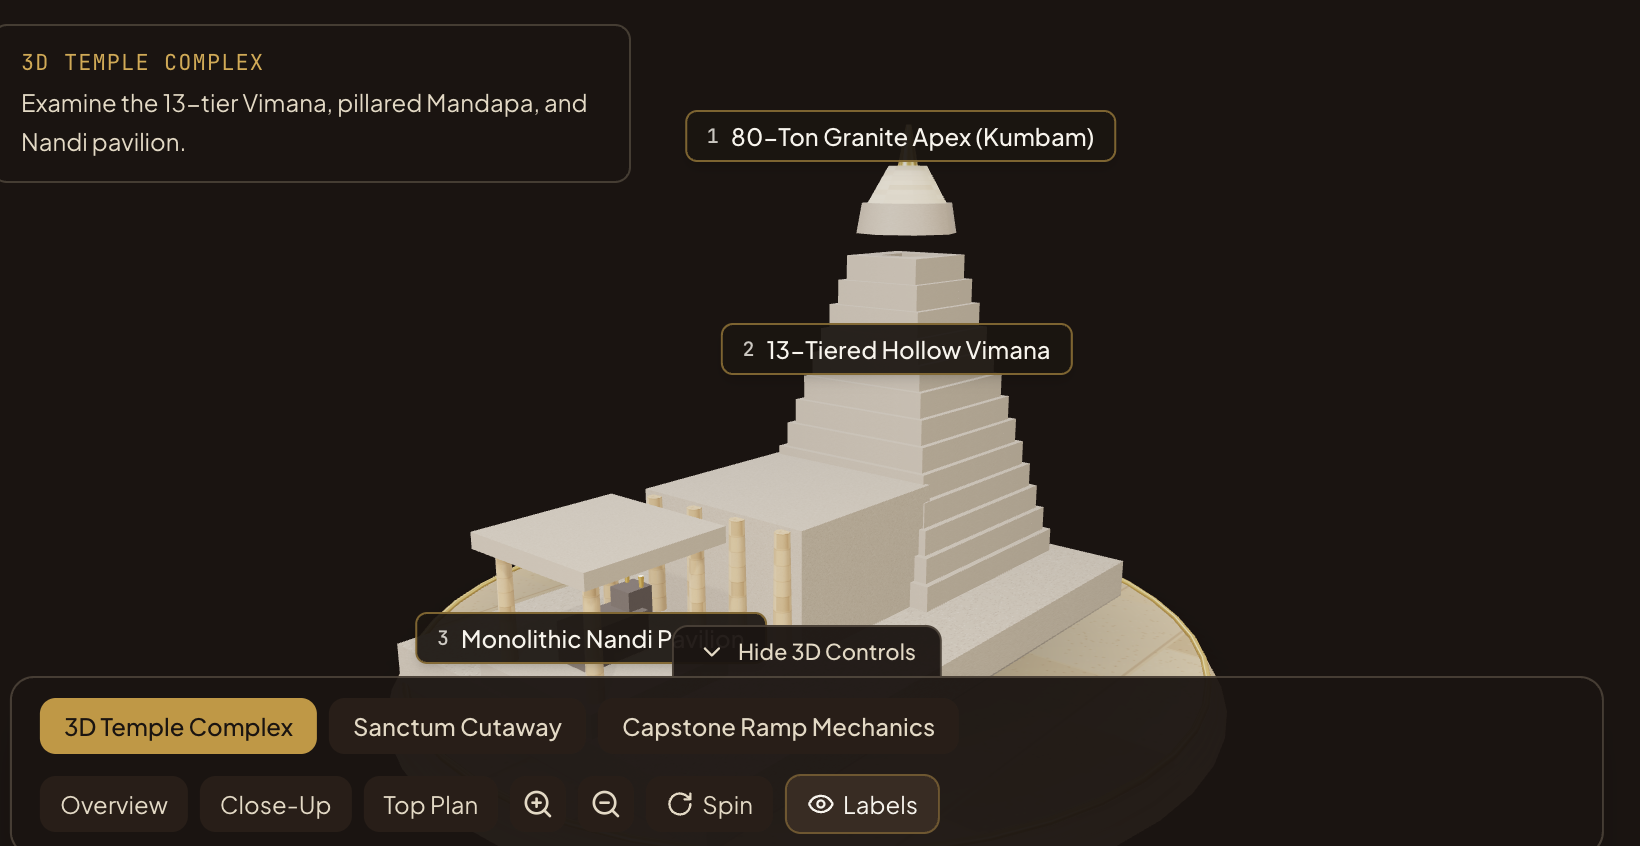 3D TEMPLE COMPLEX
Examine the 13-tier Vimana, pillared Mandapa, and
Nandi pavilion.
1 80-Ton Granite Apex (Kumbam)
2 13-Tiered Hollow Vimana
3 Monolithic Nandi Pavilion
Hide 3D Controls
3D Temple Complex
Sanctum Cutaway
Capstone Ramp Mechanics
Overview
Close-Up
Top Plan
Spin
Labels